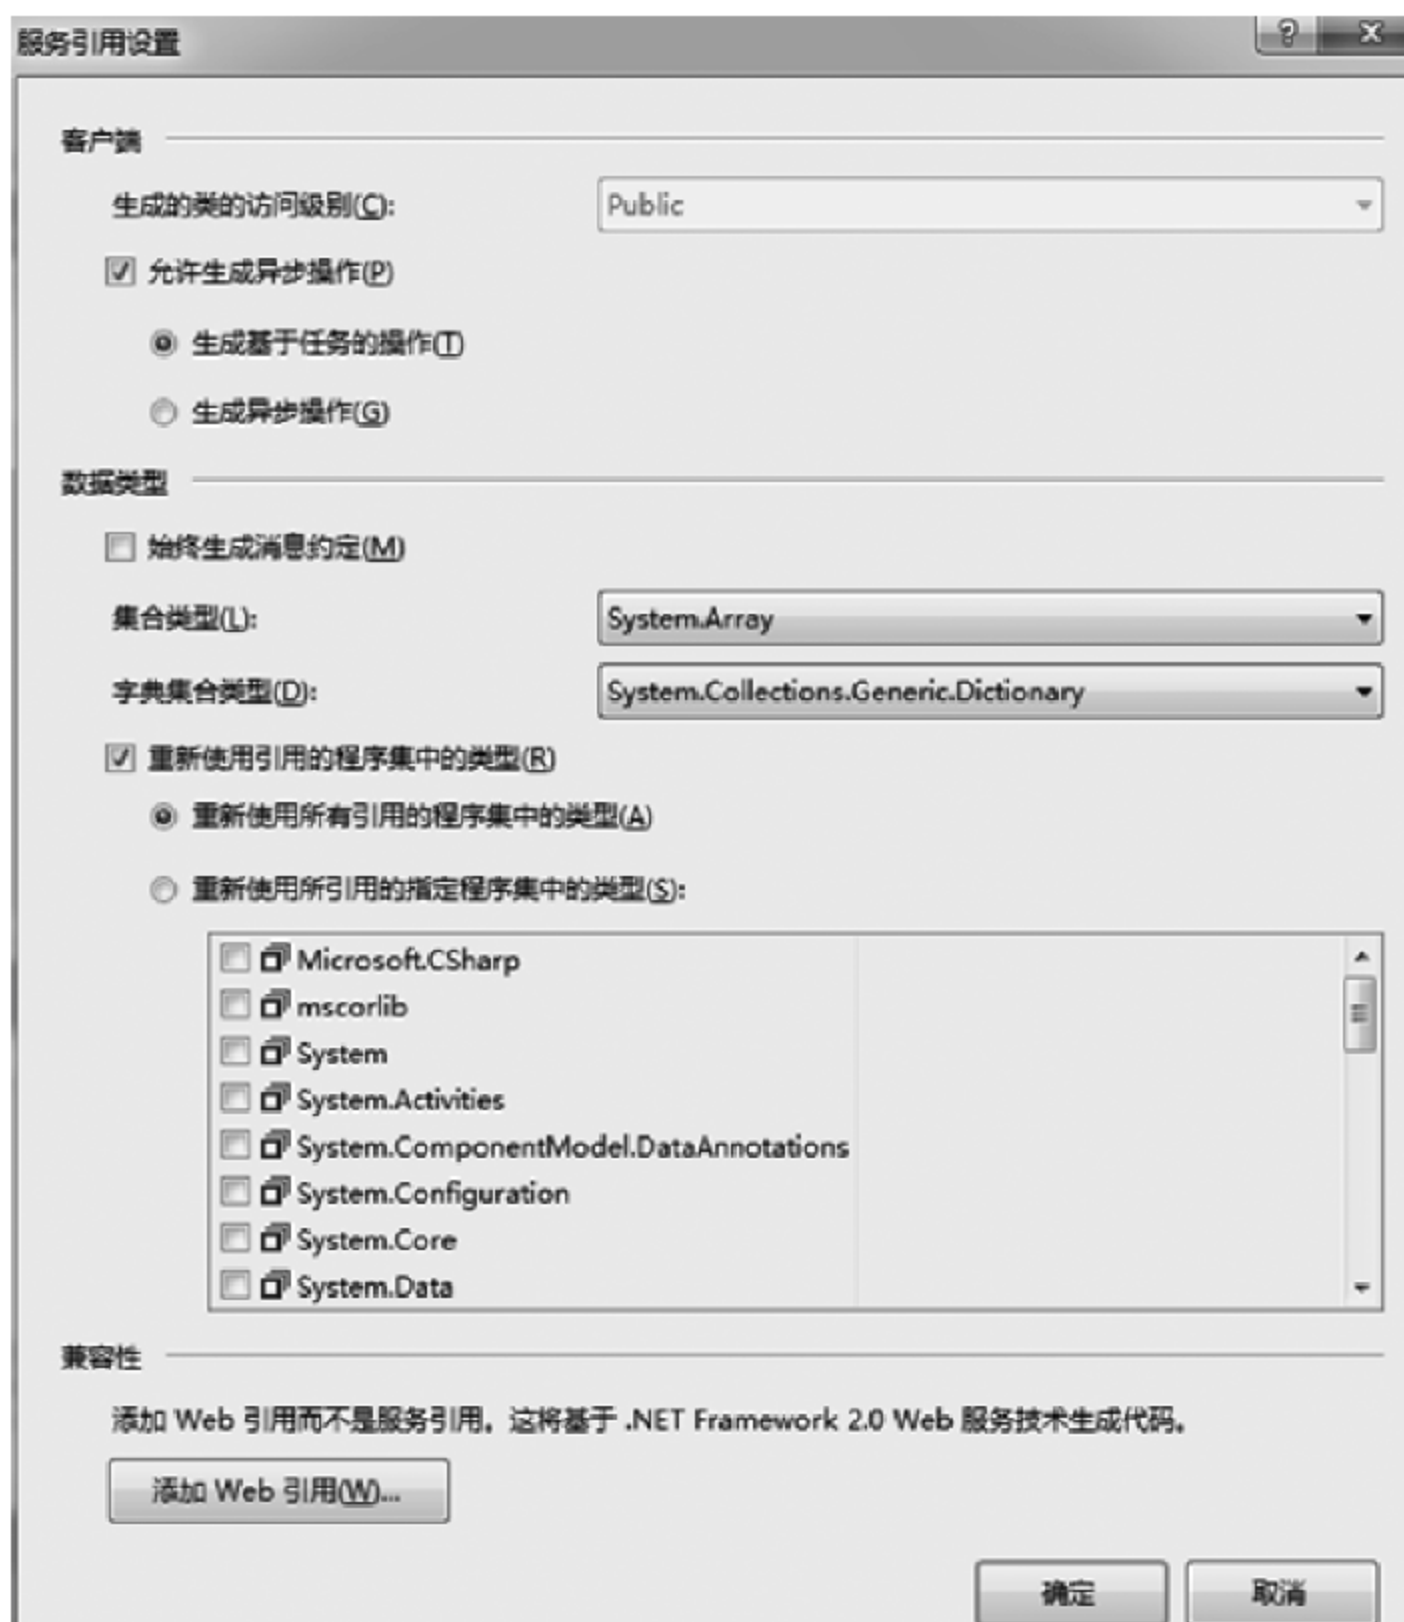 服务引用设置
客户端
生成的类的访问级别(C): Public
允许生成异步操作(P)
生成基于任务的操作(T)
生成异步操作(G)
数据类型
始终生成消息约定(M)
集合类型(L): System.Array
字典集合类型(D): System.Collections.Generic.Dictionary
重新使用引用的程序集中的类型(R)
重新使用所有引用的程序集中的类型(A)
重新使用所引用的指定程序集中的类型(S):
Microsoft.CSharp
mscorlib
System
System.Activities
System.ComponentModel.DataAnnotations
System.Configuration
System.Core
System.Data
兼容性
添加 Web 引用而不是服务引用。这将基于 .NET Framework 2.0 Web 服务技术生成代码。
添加 Web 引用(W)...
确定 取消